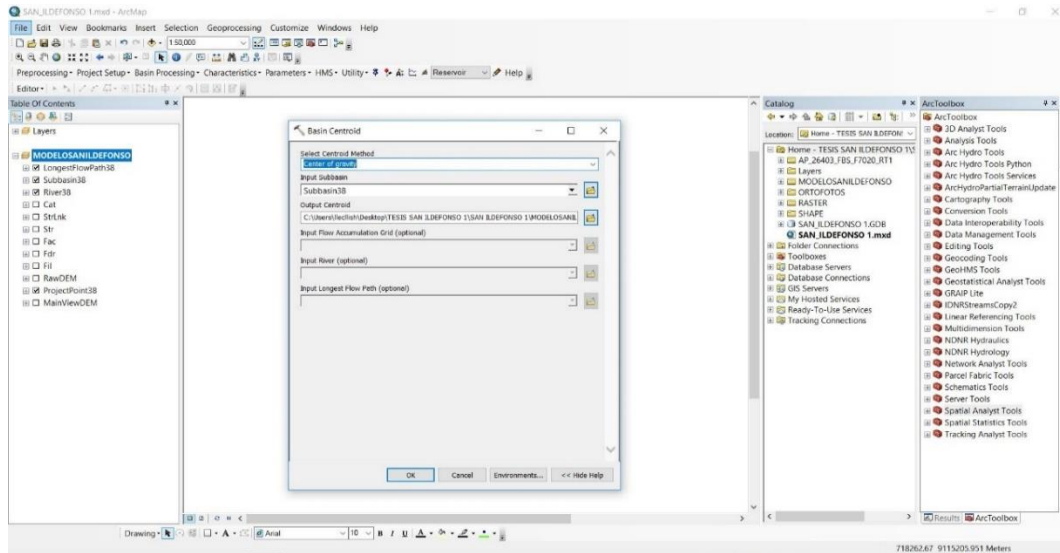 SAN_ILDEFONSO 1.mxd - ArcMap
File Edit View Bookmarks Insert Selection Geoprocessing Customize Windows Help
1:50,000
Preprocessing Project Setup Basin Processing Characteristics Parameters HMS Utility Reservoir Help
Editor
Table Of Contents
Layers
MODELOSANILDEFONSO
LongestFlowPath38
Subbasin38
River38
Cat
StrLnk
Str
Fac
Fdr
Fil
RawDEM
ProjectPoint38
MainViewDEM
Basin Centroid
Select Centroid Method
Center of gravity
Input Subbasin
Subbasin38
Output Centroid
Input Flow Accumulation Grid (optional)
Input River (optional)
Input Longest Flow Path (optional)
OK Cancel Environments... << Hide Help
Catalog
Location: Home - TESIS SAN ILDEFON
Home - TESIS SAN ILDEFONSO 1\S
AP_26403_FBS_F7020_RT1
Layers
MODELOSANILDEFONSO
ORTOFOTOS
RASTER
SHAPE
SAN_ILDEFONSO 1.GDB
SAN_ILDEFONSO 1.mxd
Folder Connections
Toolboxes
Database Servers
Database Connections
GIS Servers
My Hosted Services
Ready-To-Use Services
Tracking Connections
ArcToolbox
ArcToolbox
3D Analyst Tools
Analysis Tools
Arc Hydro Tools
Arc Hydro Tools Python
Arc Hydro Tools Services
ArcHydroPartialTerrainUpdate
Cartography Tools
Conversion Tools
Data Interoperability Tools
Data Management Tools
Editing Tools
Geocoding Tools
GeoHMS Tools
Geostatistical Analyst Tools
GRAIP Lite
IDNRStreamsCopy2
Linear Referencing Tools
Multidimension Tools
NDNR Hydraulics
NDNR Hydrology
Network Analyst Tools
Parcel Fabric Tools
Schematics Tools
Server Tools
Spatial Analyst Tools
Spatial Statistics Tools
Tracking Analyst Tools
Results ArcToolbox
Drawing A Arial 10 B I U A
718262.67 9115205.951 Meters